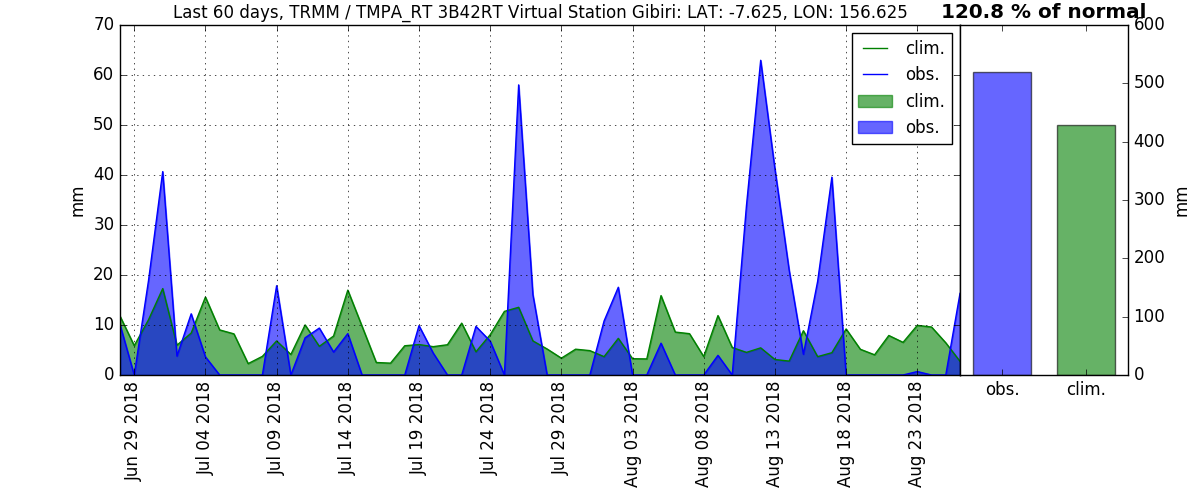 Last 60 days, TRMM / TMPA_RT 3B42RT Virtual Station Gibiri: LAT: -7.625, LON: 156.625
120.8 % of normal
70
60
50
40
30
20
10
0
mm
clim.
obs.
clim.
obs.
Jun 29 2018
Jul 04 2018
Jul 09 2018
Jul 14 2018
Jul 19 2018
Jul 24 2018
Jul 29 2018
Aug 03 2018
Aug 08 2018
Aug 13 2018
Aug 18 2018
Aug 23 2018
600
500
400
300
200
100
0
mm
obs.
clim.